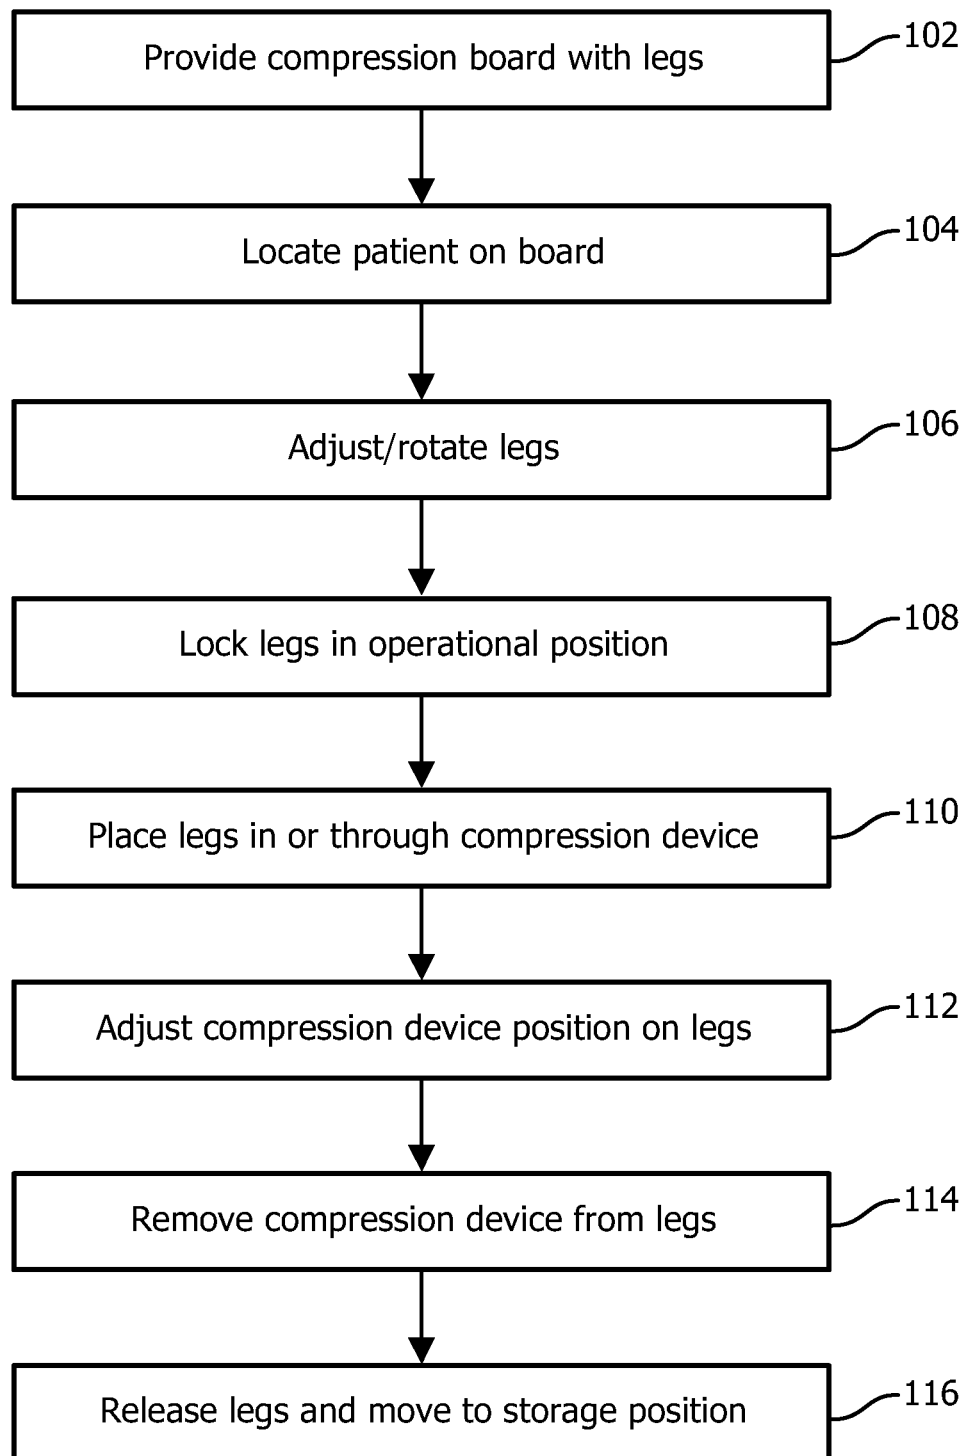 Provide compression board with legs
102
Locate patient on board
104
Adjust/rotate legs
106
Lock legs in operational position
108
Place legs in or through compression device
110
Adjust compression device position on legs
112
Remove compression device from legs
114
Release legs and move to storage position
116